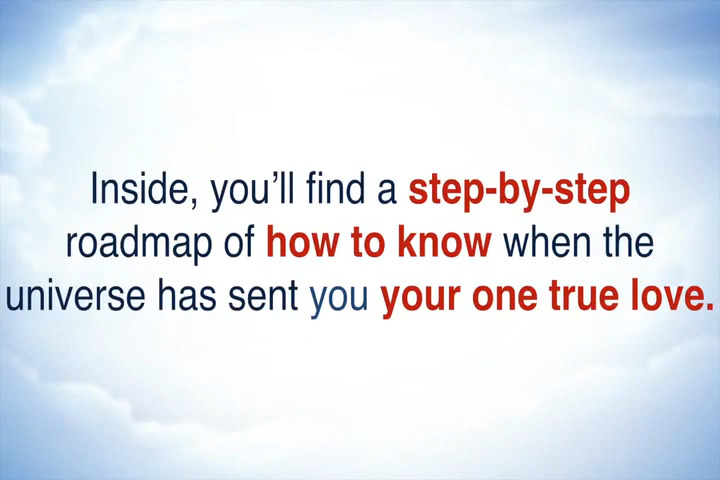 Inside, you’ll find a step-by-step
roadmap of how to know when the
universe has sent you your one true love.